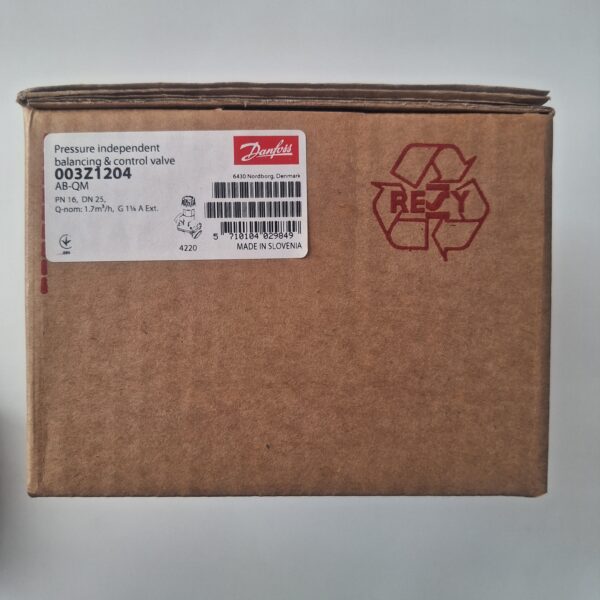 Pressure independent
balancing & control valve
003Z1204
AB-QM
PN 16, DN 25,
Q-nom: 1.7m³/h, G 1¼ A Ext.
Danfoss
6430 Nordborg, Denmark
4220
5 710104 029849
MADE IN SLOVENIA
RESY